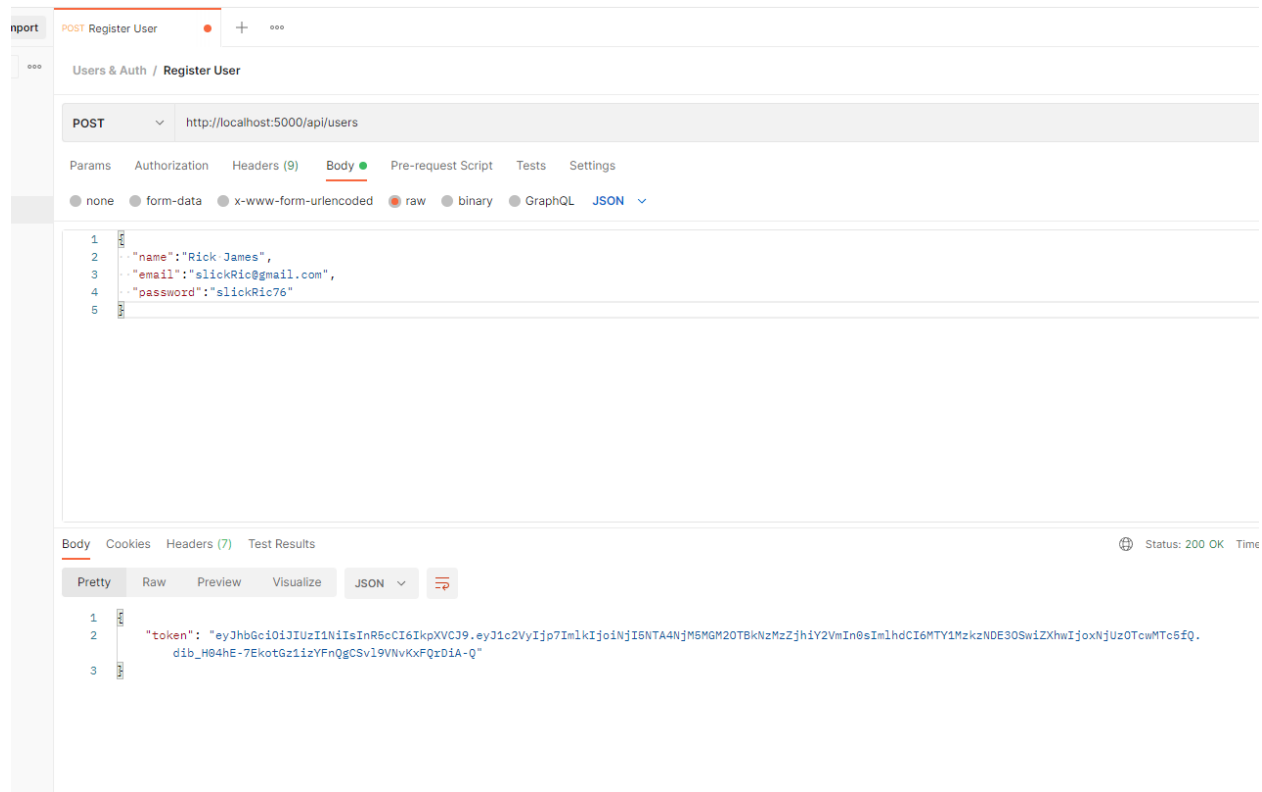 mport
POST Register User
Users & Auth / Register User
POST
http://localhost:5000/api/users
Params Authorization Headers (9) Body Pre-request Script Tests Settings
none form-data x-www-form-urlencoded raw binary GraphQL JSON
1 {
2 "name":"Rick James",
3 "email":"slickRic@gmail.com",
4 "password":"slickRic76"
5 }
Body Cookies Headers (7) Test Results Status: 200 OK Time
Pretty Raw Preview Visualize JSON
1 {
2 "token": "eyJhbGciOiJIUzI1NiIsInR5cCI6IkpXVCJ9.eyJ1c2VyIjp7ImlkIjoiNjI5NTA4NjM5MGM2OTBkNzMzZjhiY2VmIn0sImlhdCI6MTY1MzkzNDE3OSwiZXhwIjoxNjUzOTcwMTc5fQ.
dib_H04hE-7EkotGz1izYFnQgCSvl9VNvKxFQrDiA-Q"
3 }